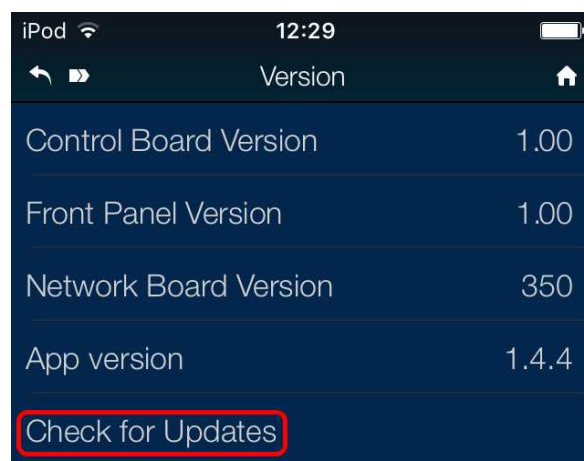 iPod 12:29
Version
Control Board Version 1.00
Front Panel Version 1.00
Network Board Version 350
App version 1.4.4
Check for Updates